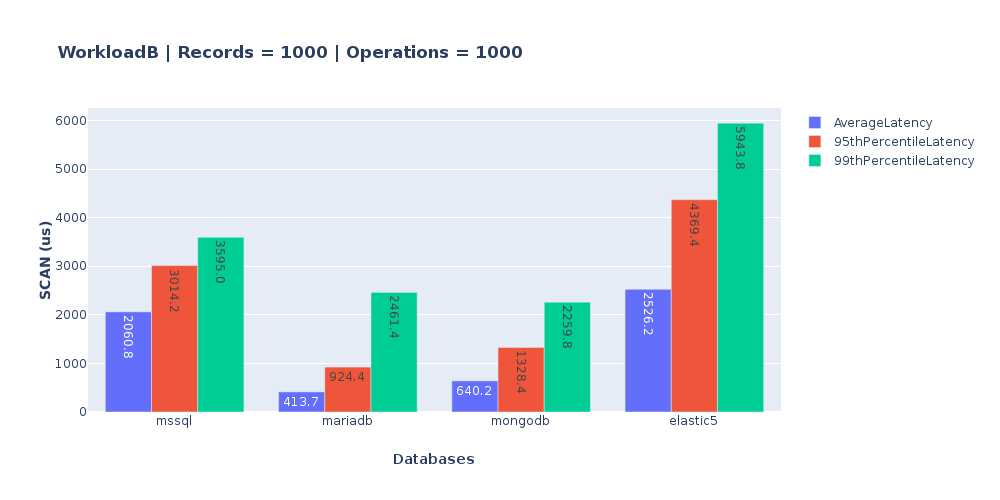 WorkloadB | Records = 1000 | Operations = 1000
AverageLatency
95thPercentileLatency
99thPercentileLatency
SCAN (us)
6000
5000
4000
3000
2000
1000
0
2060.8
3014.2
3595.0
413.7
924.4
2461.4
640.2
1328.4
2259.8
2526.2
4369.4
5943.8
mssql
mariadb
mongodb
elastic5
Databases